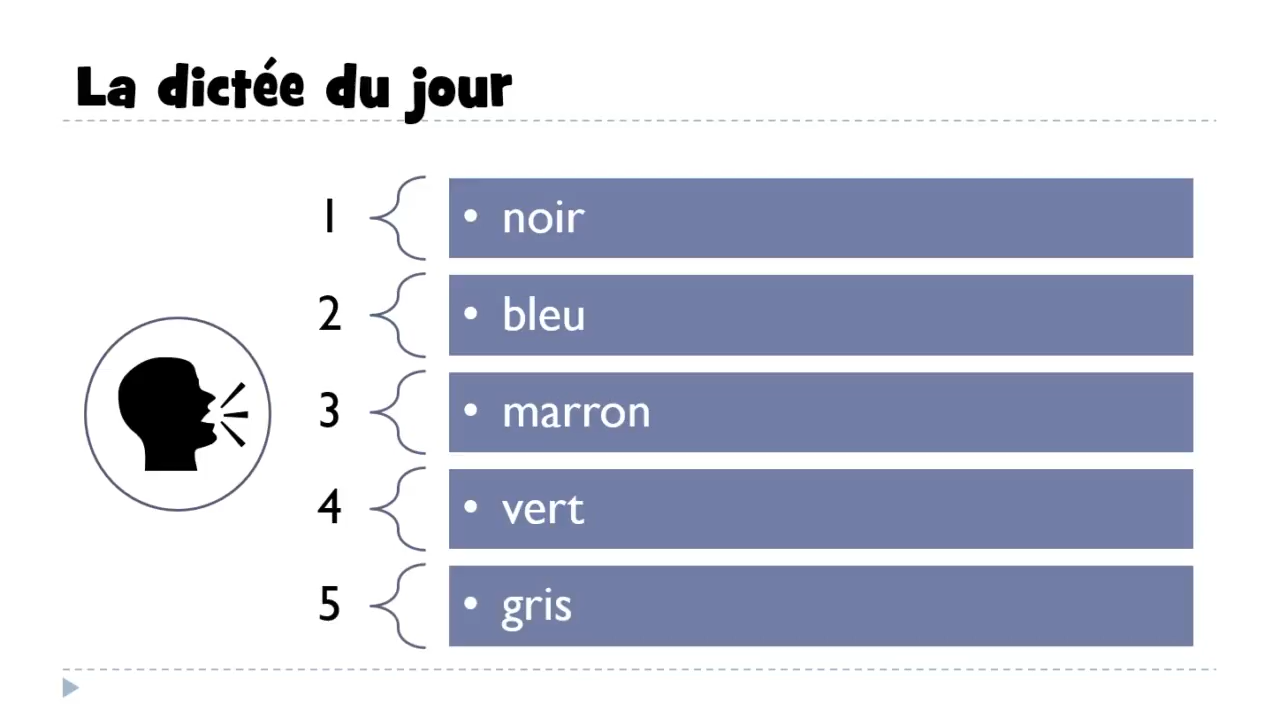 La dictée du jour
1 • noir
2 • bleu
3 • marron
4 • vert
5 • gris